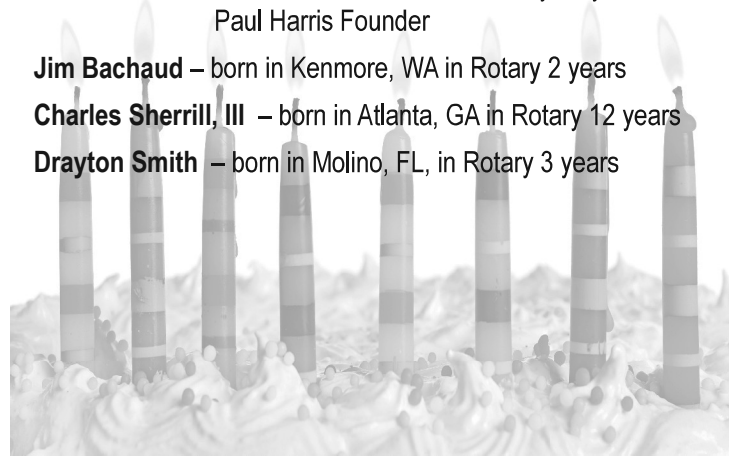 Paul Harris Founder
Jim Bachaud – born in Kenmore, WA in Rotary 2 years
Charles Sherrill, III – born in Atlanta, GA in Rotary 12 years
Drayton Smith – born in Molino, FL, in Rotary 3 years